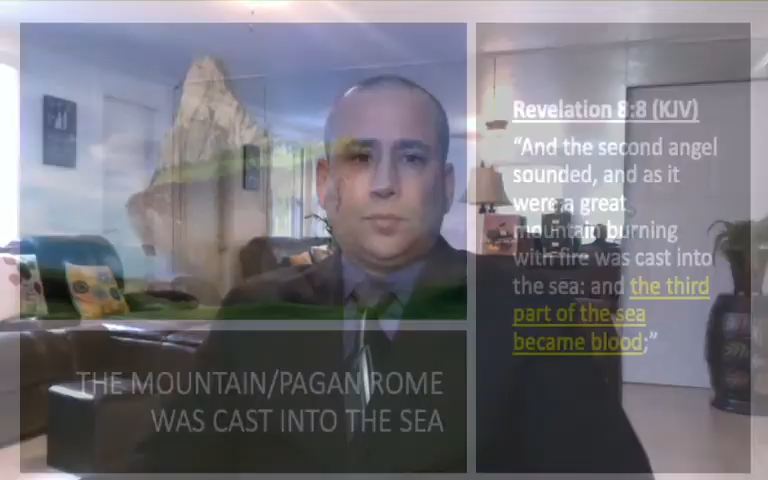 Revelation 8:8 (KJV)
“And the second angel
sounded, and as it
were a great
mountain burning
with fire was cast into
the sea: and the third
part of the sea
became blood;”
THE MOUNTAIN/PAGAN ROME
WAS CAST INTO THE SEA